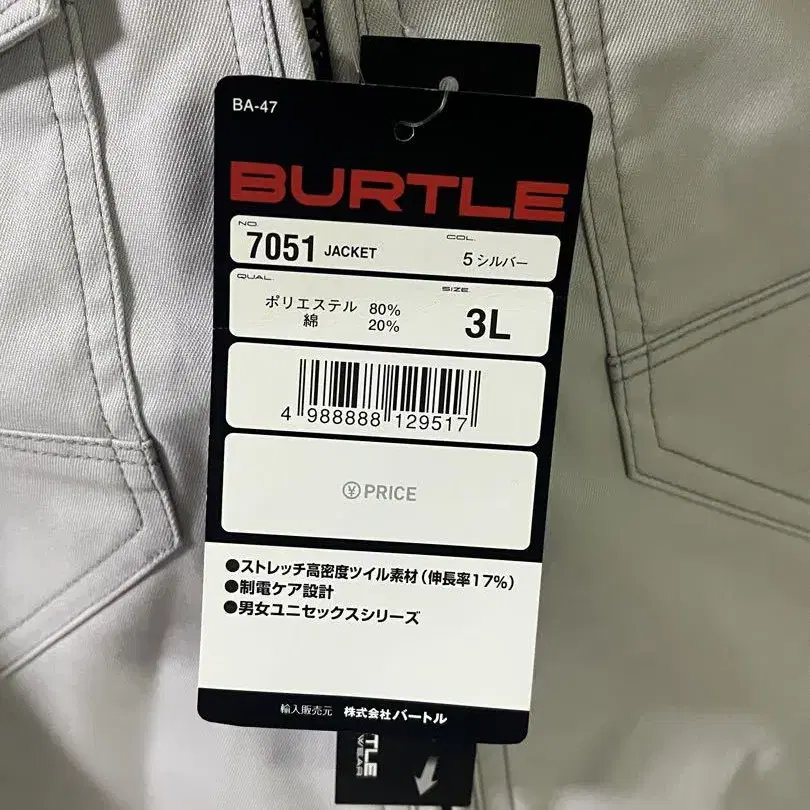 BA-47
BURTLE
NO.
7051 JACKET
COL.
5 シルバー
QUAL.
ポリエステル 80%
綿 20%
SIZE.
3L
4 988888 129517
¥ PRICE
●ストレッチ高密度ツイル素材(伸長率17%)
●制電ケア設計
●男女ユニセックスシリーズ
輸入販売元 株式会社バートル
TLE
WEAR